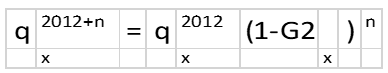 q 2012+n = q 2012 (1-G2 ) n
x x x